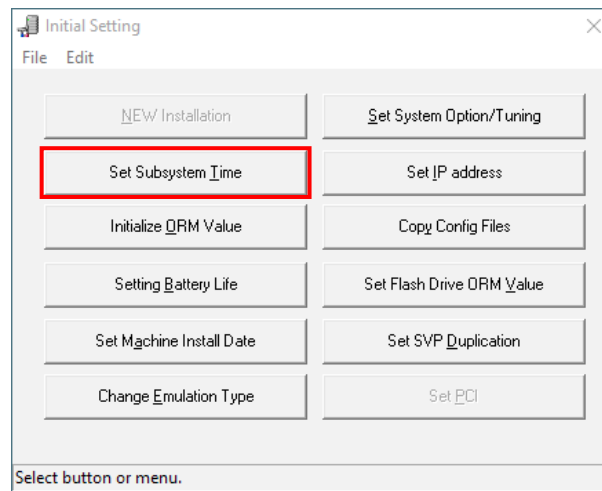 Initial Setting
File Edit
NEW Installation
Set System Option/Tuning
Set Subsystem Time
Set IP address
Initialize ORM Value
Copy Config Files
Setting Battery Life
Set Flash Drive ORM Value
Set Machine Install Date
Set SVP Duplication
Change Emulation Type
Set PCI
Select button or menu.